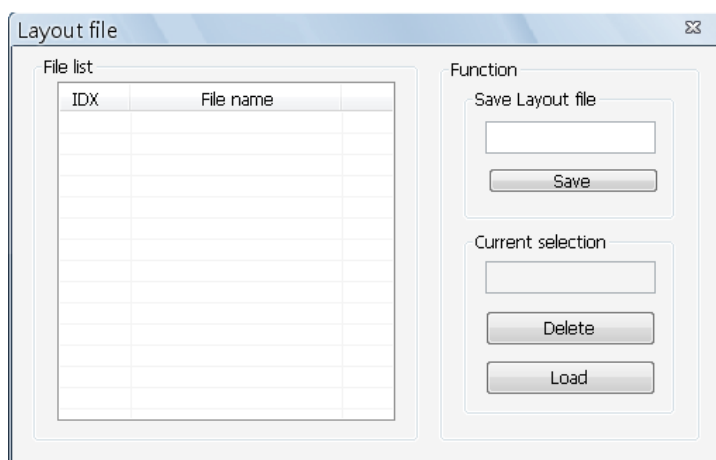 Layout file
File list
IDX File name
Function
Save Layout file
Save
Current selection
Delete
Load